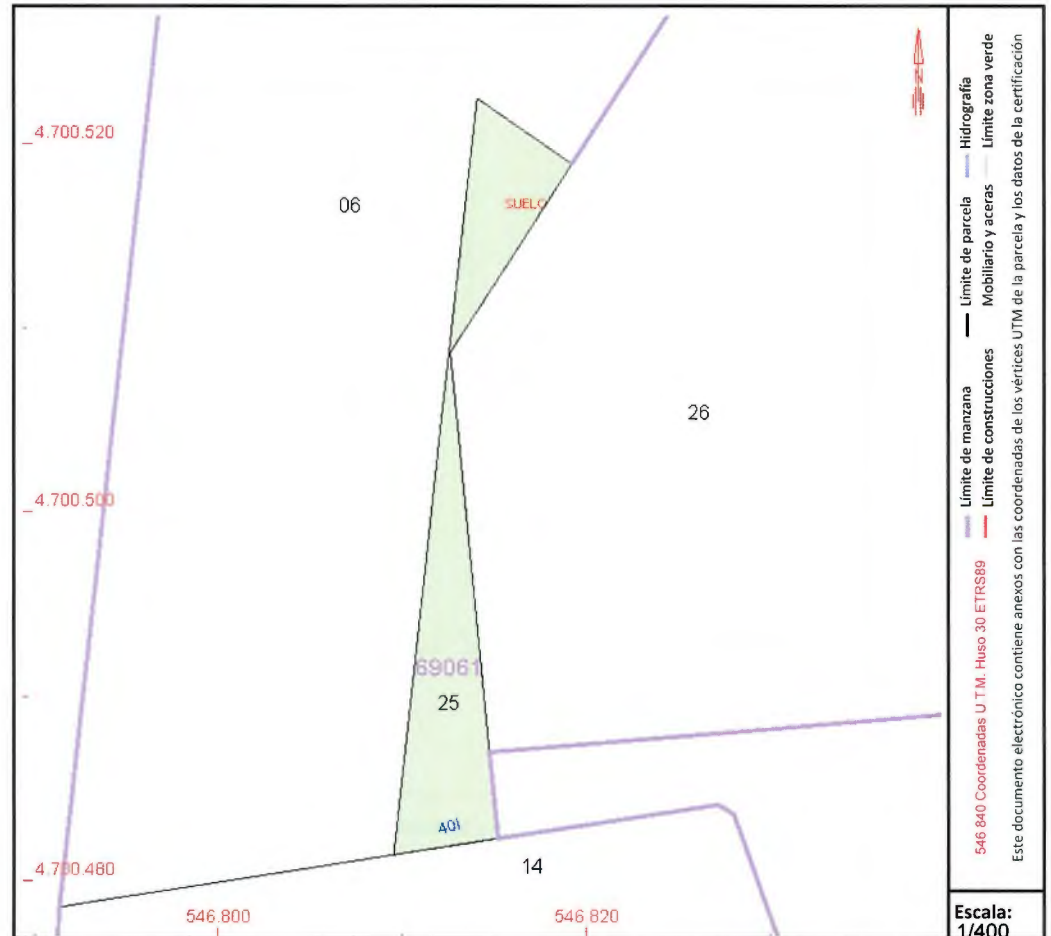 4.700.520
06
SUELO
26
4.700.500
69061
25
40I
4.700.480
14
546.800
546.820
N
Límite de manzana
Límite de parcela
Hidrografía
Límite de construcciones
Mobiliario y aceras
Límite zona verde
546.840 Coordenadas U.T.M. Huso 30 ETRS89
Este documento electrónico contiene anexos con las coordenadas de los vértices UTM de la parcela y los datos de la certificación
Escala:
1/400